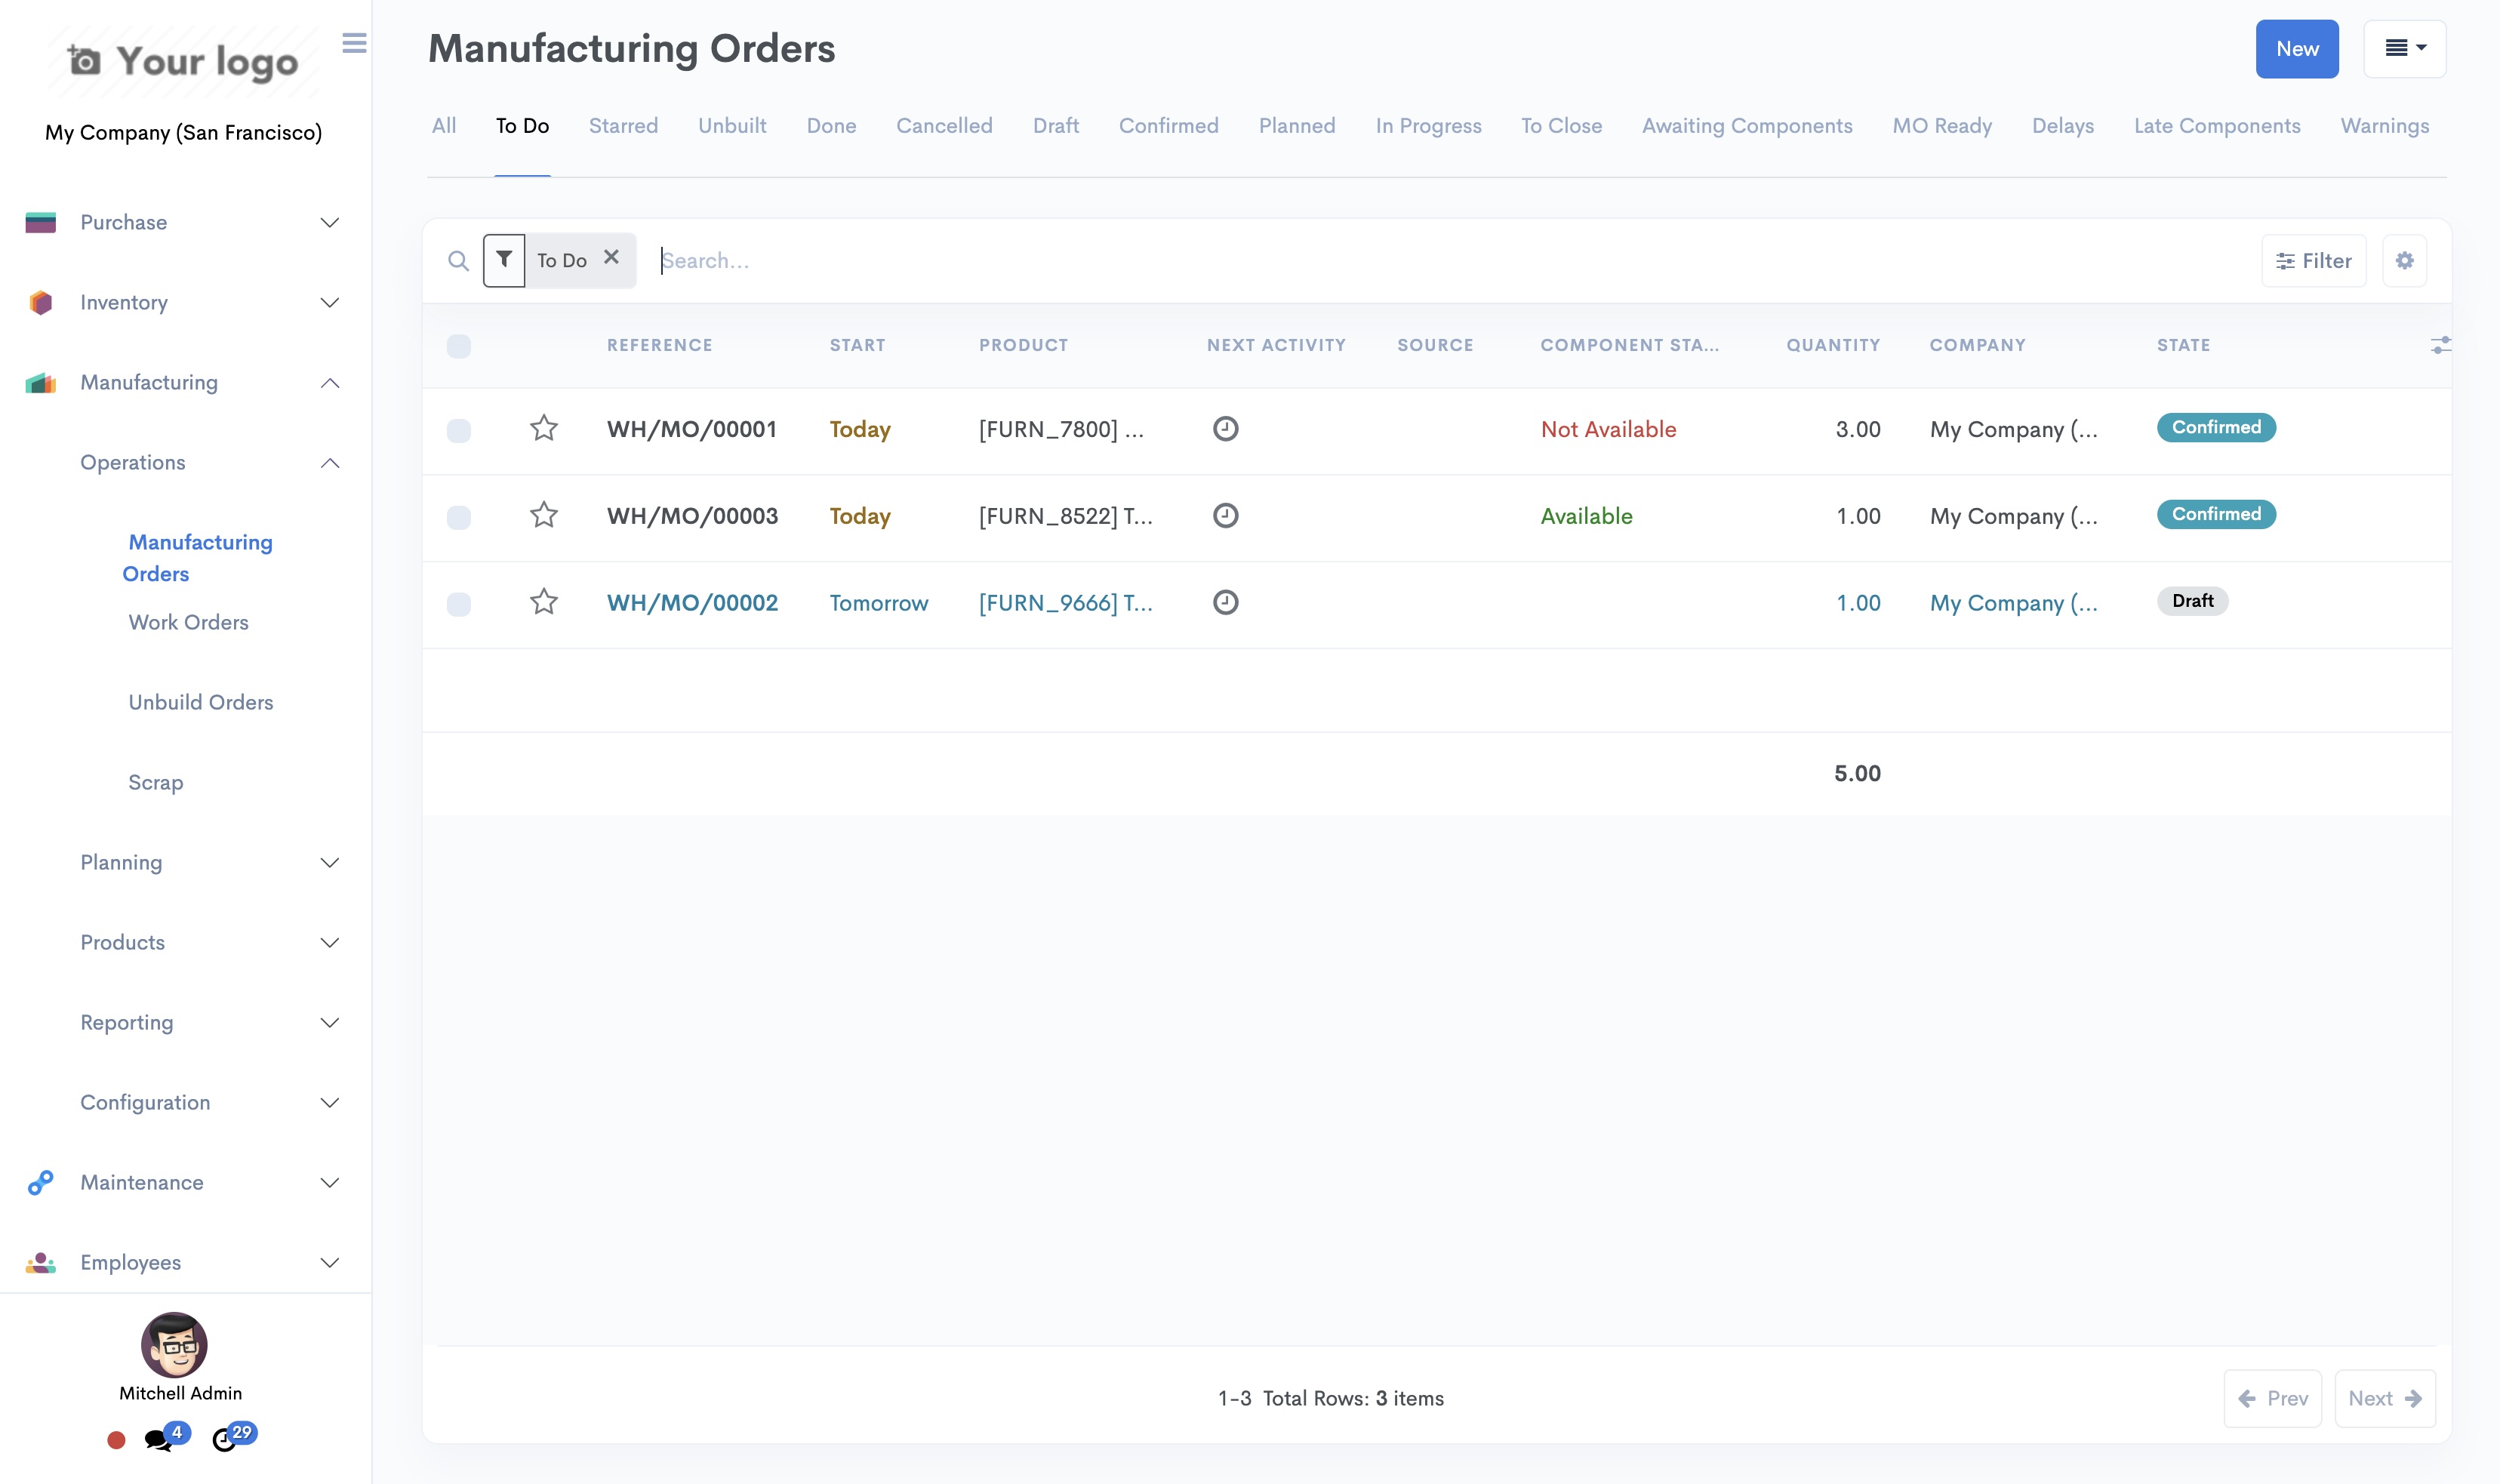 Your logo
My Company (San Francisco)
Purchase
Inventory
Manufacturing
Operations
Manufacturing
Orders
Work Orders
Unbuild Orders
Scrap
Planning
Products
Reporting
Configuration
Maintenance
Employees
Mitchell Admin
4 29
Manufacturing Orders
New
All To Do Starred Unbuilt Done Cancelled Draft Confirmed Planned In Progress To Close Awaiting Components MO Ready Delays Late Components Warnings
To Do Search... Filter
REFERENCE START PRODUCT NEXT ACTIVITY SOURCE COMPONENT STA... QUANTITY COMPANY STATE
WH/MO/00001 Today [FURN_7800] ... Not Available 3.00 My Company (... Confirmed
WH/MO/00003 Today [FURN_8522] T... Available 1.00 My Company (... Confirmed
WH/MO/00002 Tomorrow [FURN_9666] T... 1.00 My Company (... Draft
5.00
1-3 Total Rows: 3 items
Prev Next